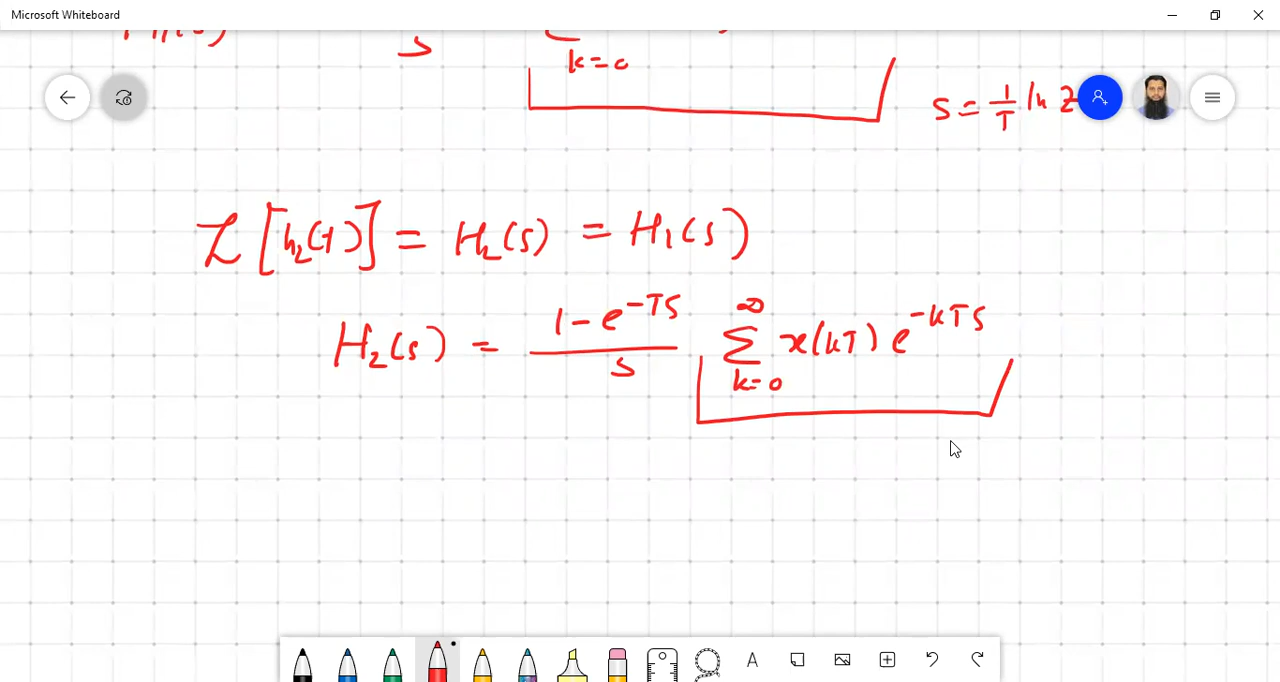 Microsoft Whiteboard
S
k=0
S = 1/T ln Z
ℒ[h₂(t)] = H₂(s) = H₁(s)
H₂(s) = (1 - e^{-TS})/S ∑_{k=0}^{∞} x(kT) e^{-kTS}
A